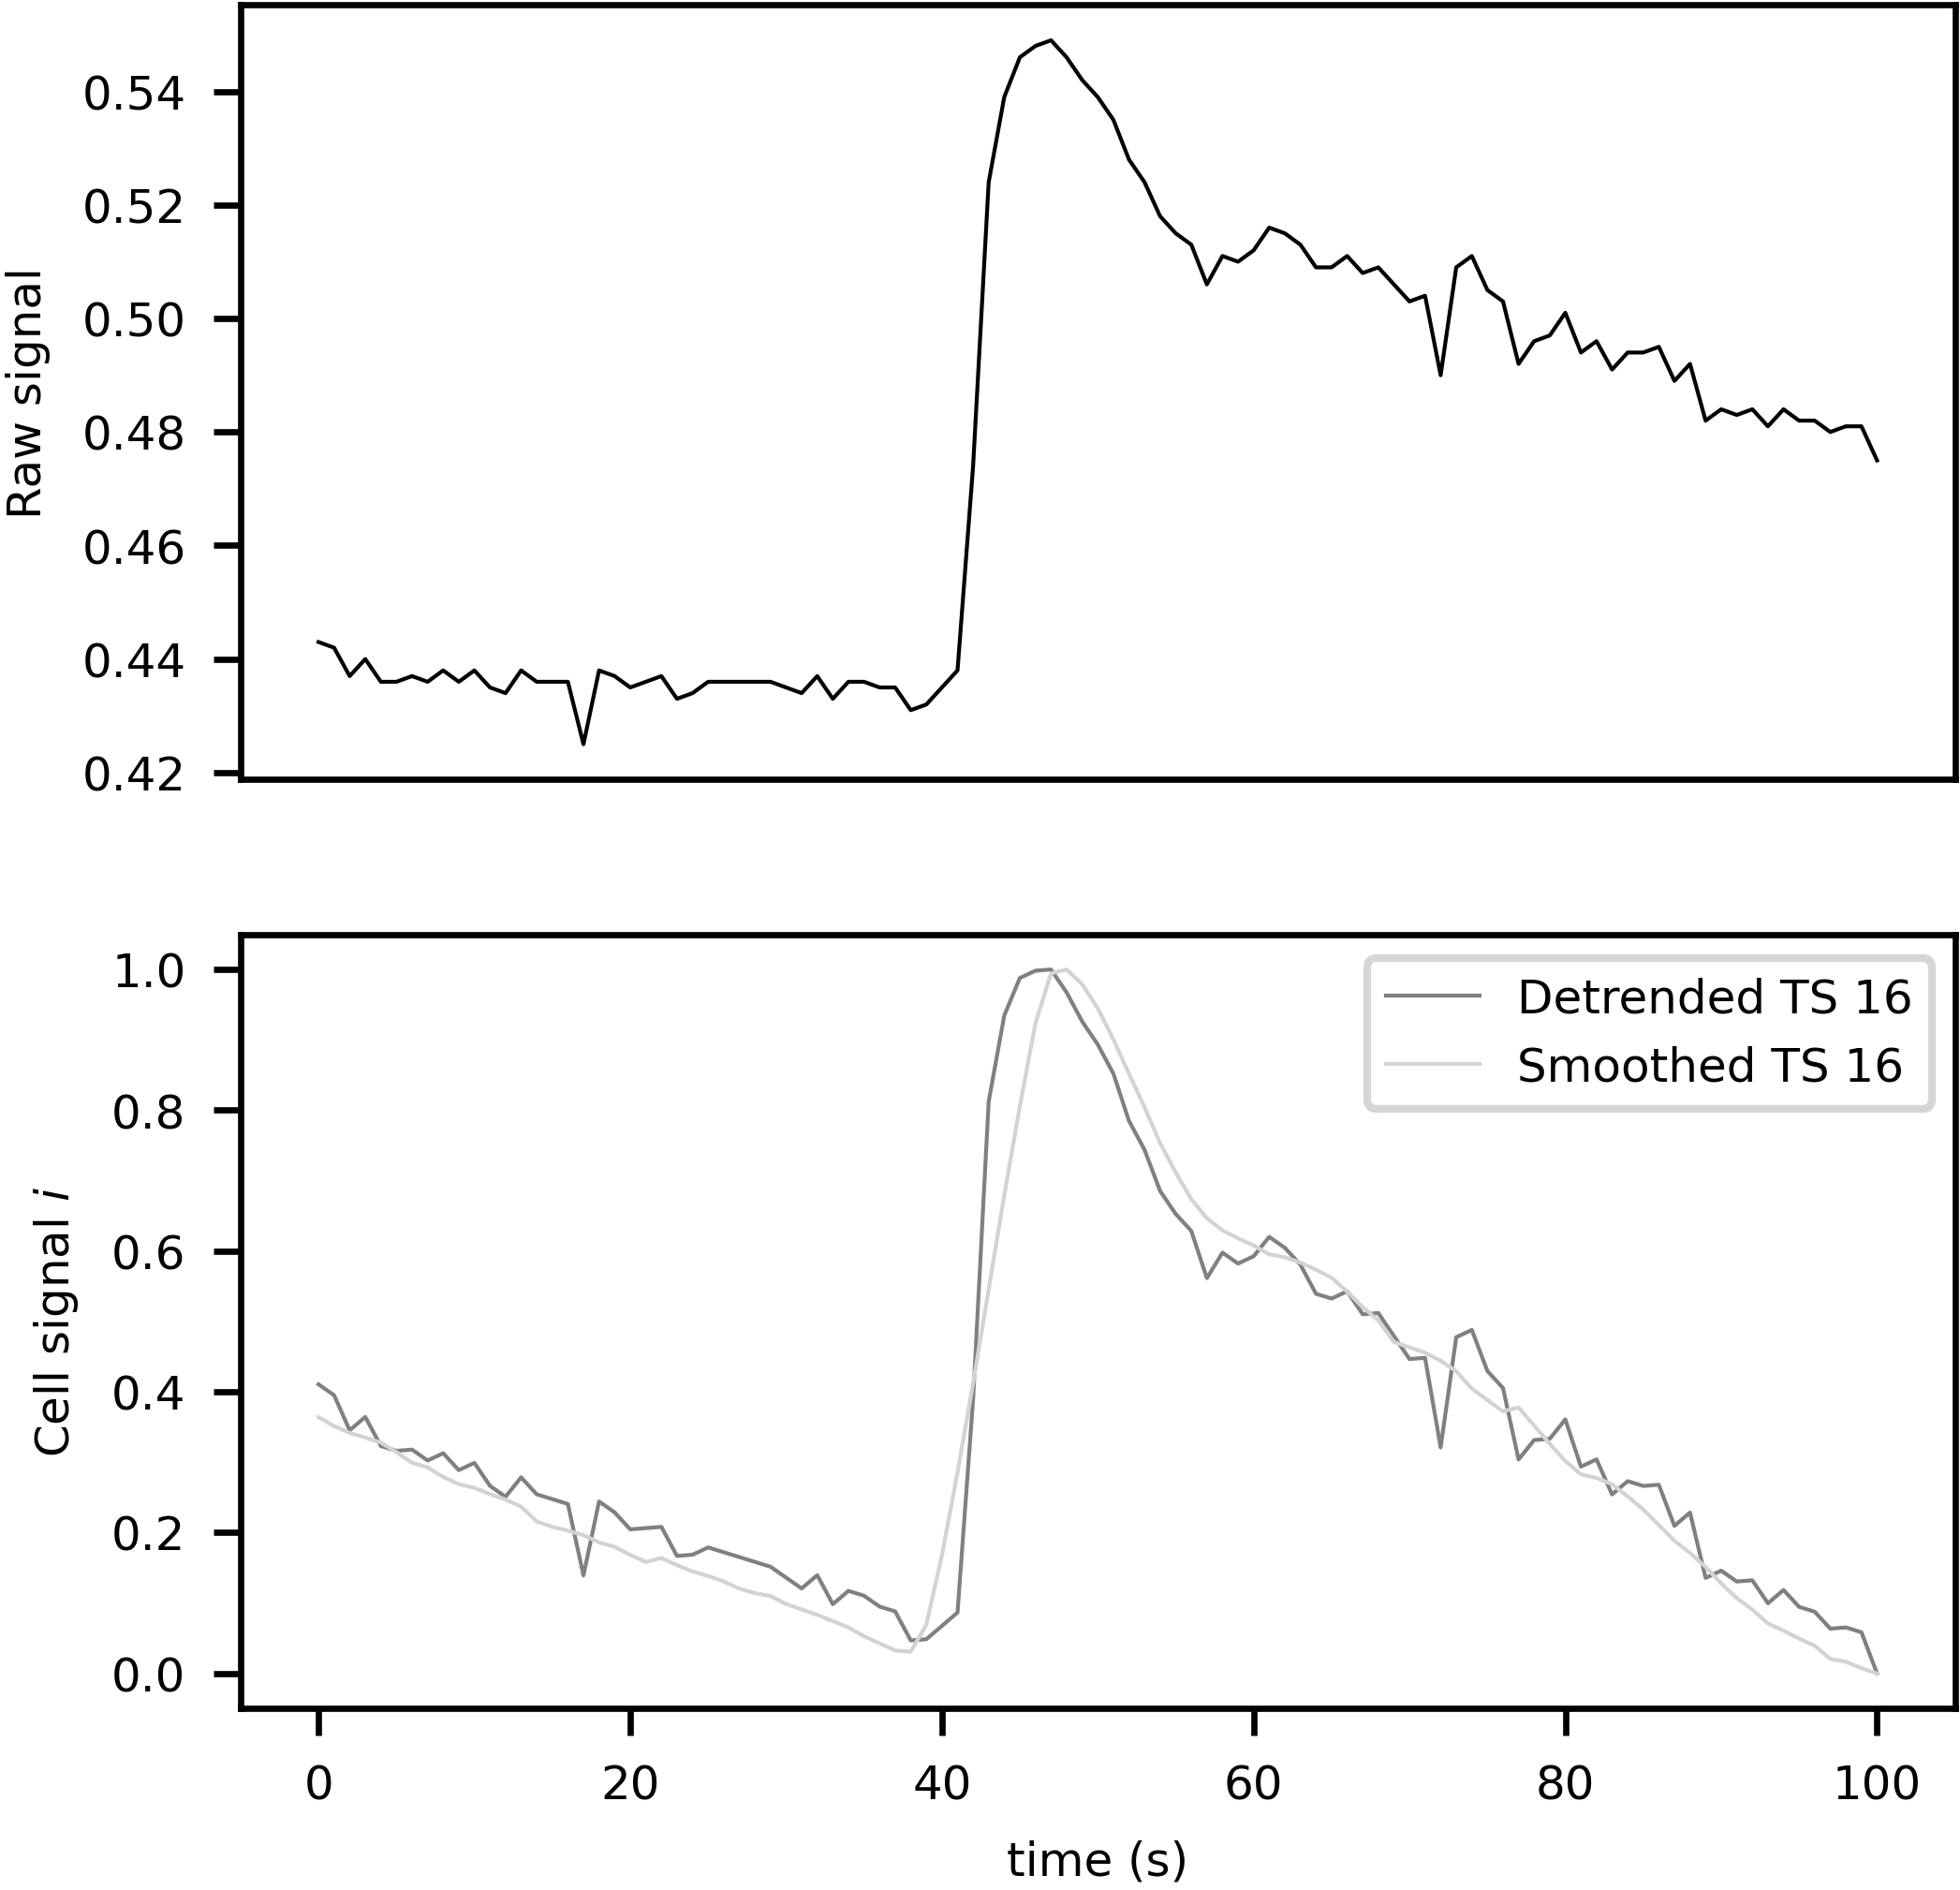 Raw signal
0.54
0.52
0.50
0.48
0.46
0.44
0.42
Cell signal i
1.0
0.8
0.6
0.4
0.2
0.0
Detrended TS 16
Smoothed TS 16
0 20 40 60 80 100
time (s)